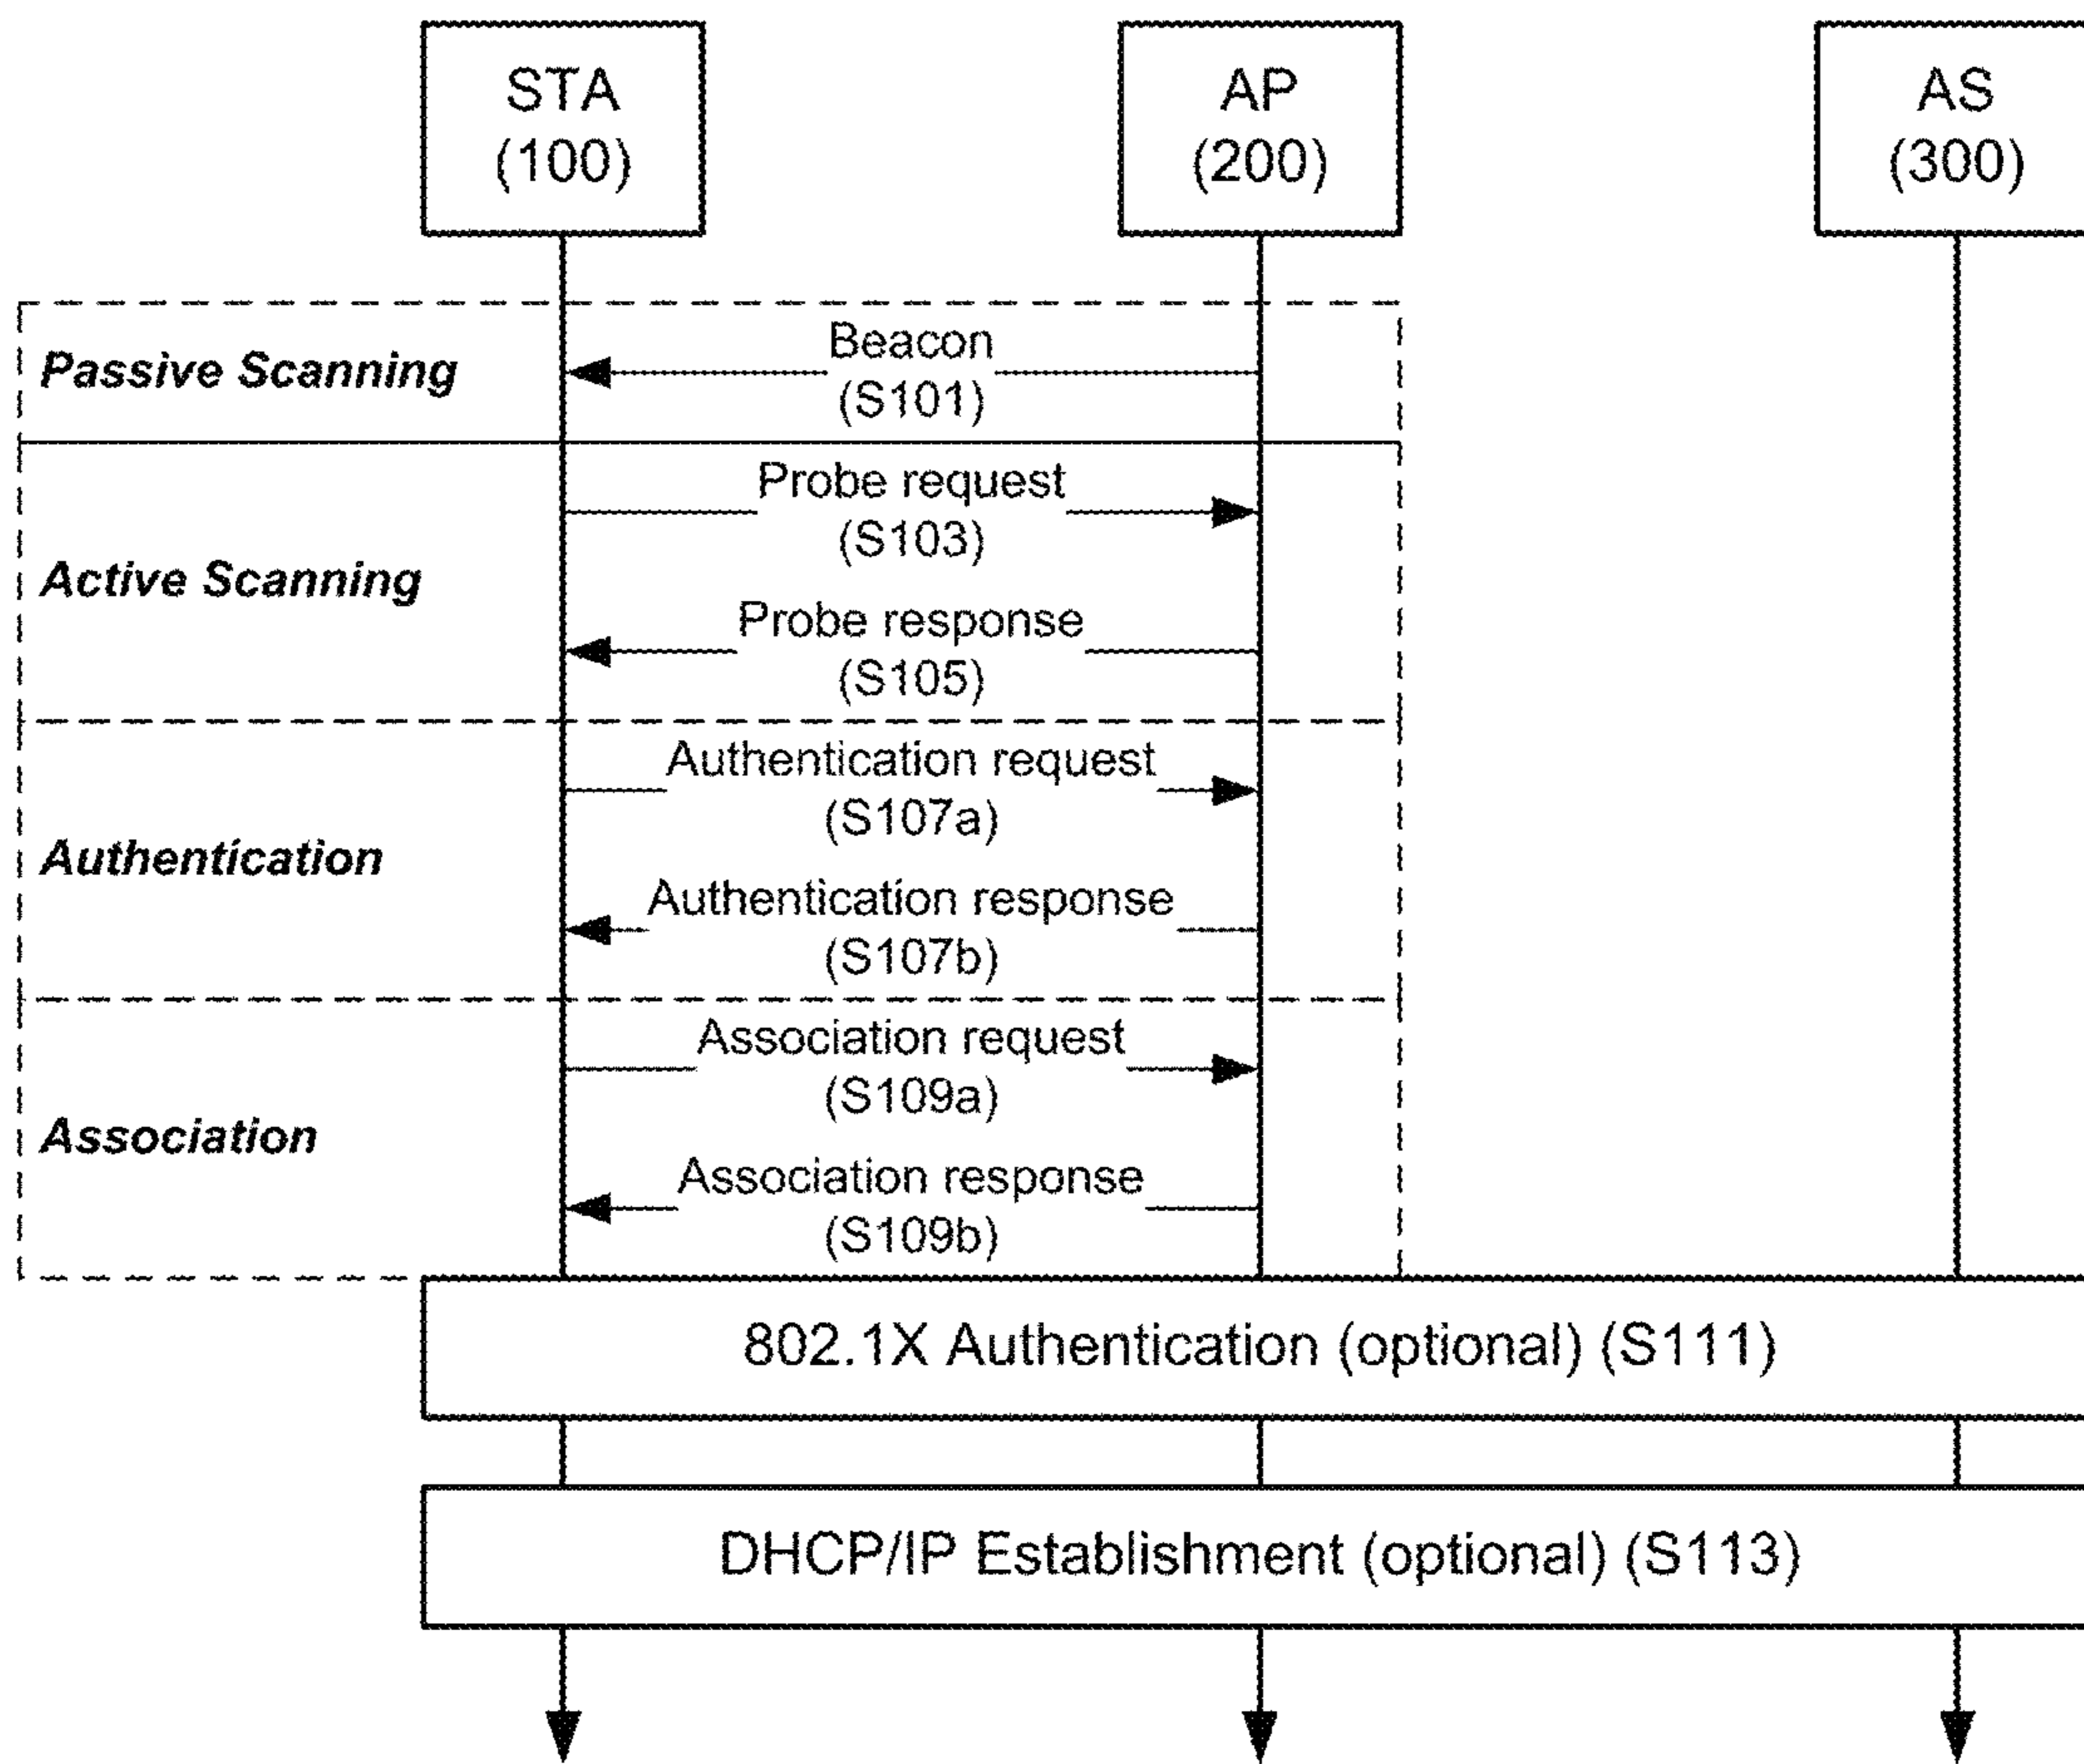 STA
(100)
AP
(200)
AS
(300)
Passive Scanning
Beacon
(S101)
Active Scanning
Probe request
(S103)
Probe response
(S105)
Authentication
Authentication request
(S107a)
Authentication response
(S107b)
Association
Association request
(S109a)
Association response
(S109b)
802.1X Authentication (optional) (S111)
DHCP/IP Establishment (optional) (S113)